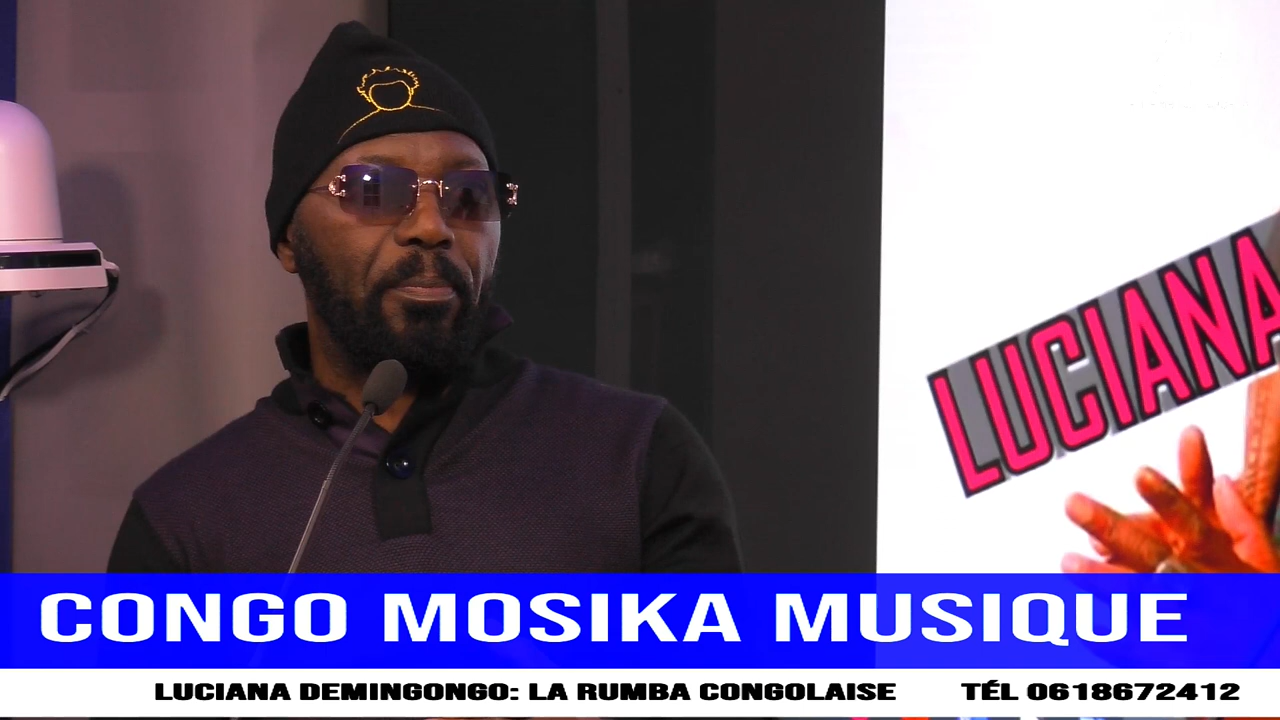 LUCIANA
CONGO MOSIKA MUSIQUE
LUCIANA DEMINGONGO: LA RUMBA CONGOLAISE TÉL 0618672412